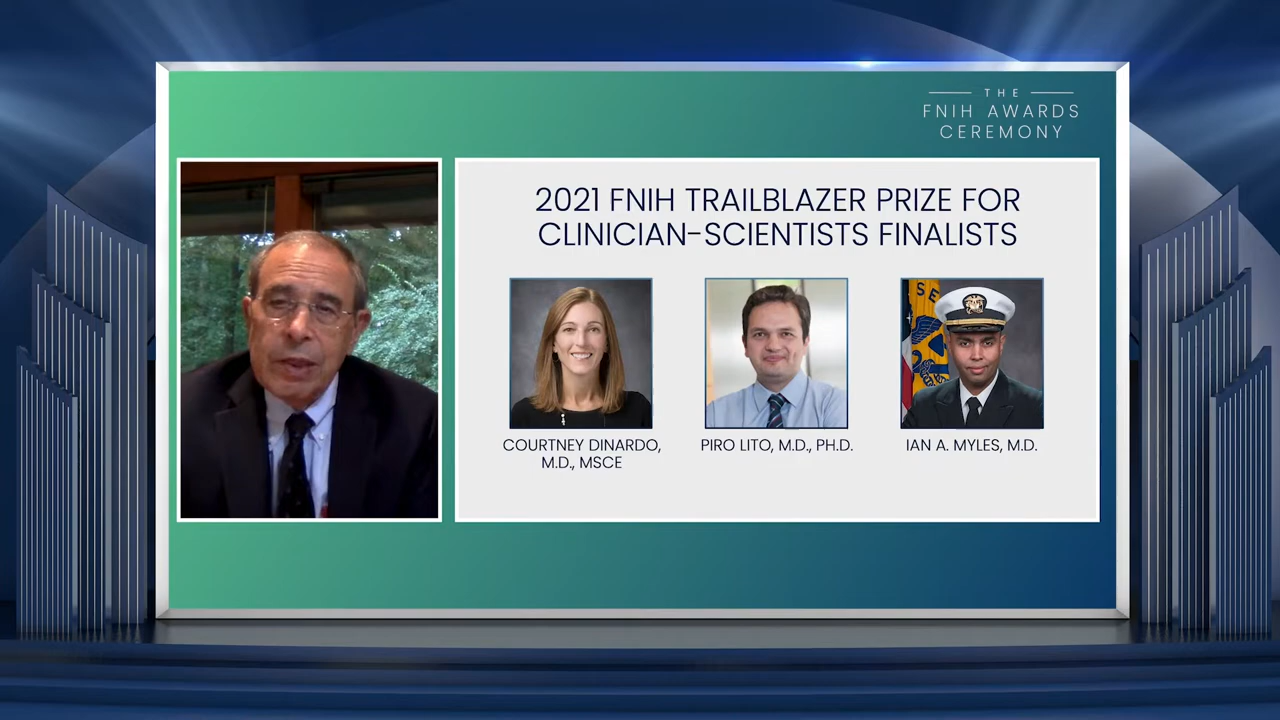 THE
FNIH AWARDS
CEREMONY
2021 FNIH TRAILBLAZER PRIZE FOR
CLINICIAN-SCIENTISTS FINALISTS
SE
COURTNEY DINARDO,
M.D., MSCE
PIRO LITO, M.D., PH.D.
IAN A. MYLES, M.D.